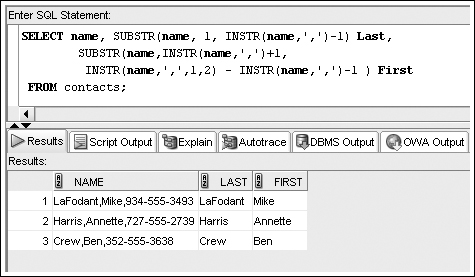 Enter SQL Statement:
SELECT name, SUBSTR(name, 1, INSTR(name,',')-1) Last,
SUBSTR(name,INSTR(name,',')+1,
INSTR(name,',',1,2) - INSTR(name,',')-1 ) First
FROM contacts;
Results Script Output Explain Autotrace DBMS Output OWA Output
Results:
NAME LAST FIRST
1 LaFodant,Mike,934-555-3493 LaFodant Mike
2 Harris,Annette,727-555-2739 Harris Annette
3 Crew,Ben,352-555-3638 Crew Ben